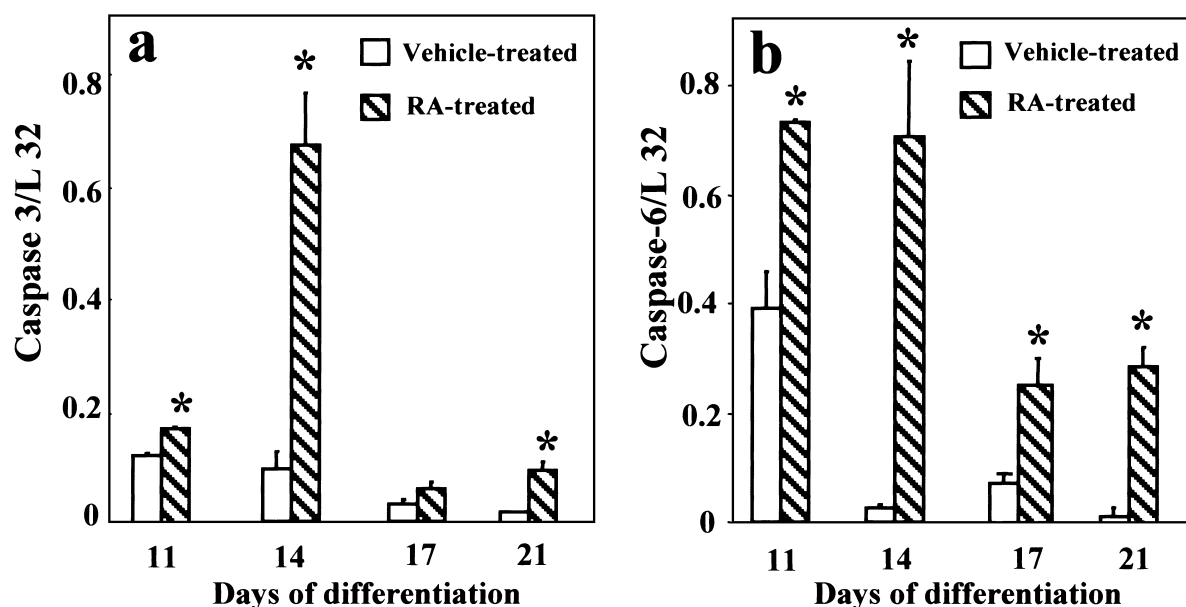 a
Vehicle-treated
RA-treated
*
*
*
Caspase 3/L 32
0.8
0.6
0.4
0.2
0
11 14 17 21
Days of differentiation
b
Vehicle-treated
RA-treated
*
*
*
*
Caspase-6/L 32
0.8
0.6
0.4
0.2
0
11 14 17 21
Days of differentiation